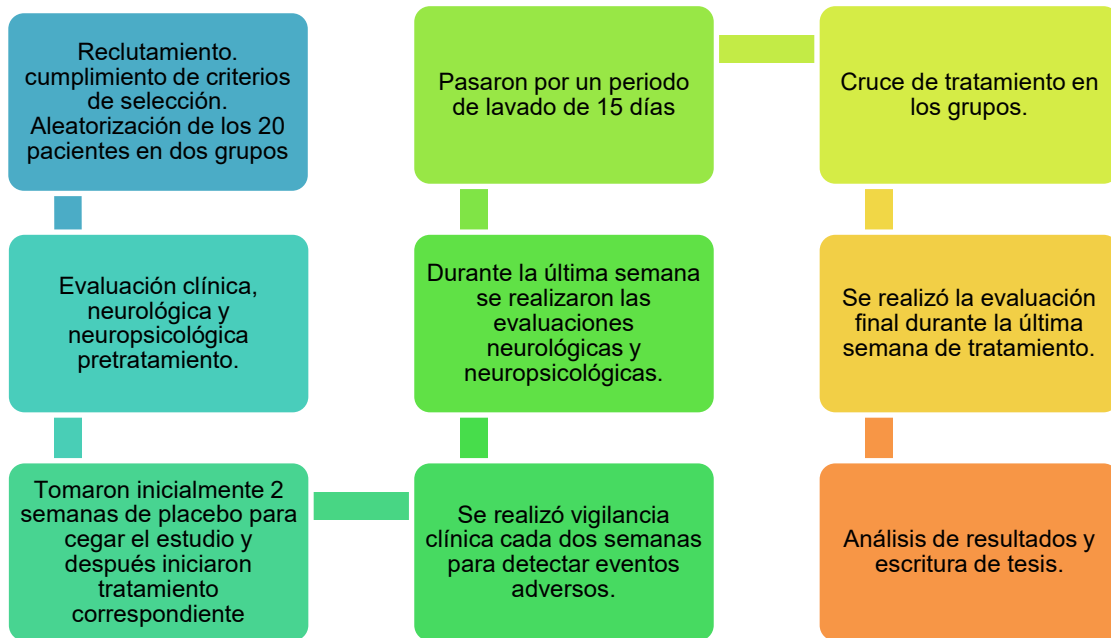 Reclutamiento.
cumplimiento de criterios
de selección.
Aleatorización de los 20
pacientes en dos grupos
Evaluación clínica,
neurológica y
neuropsicológica
pretratamiento.
Tomaron inicialmente 2
semanas de placebo para
cegar el estudio y
después iniciaron
tratamiento
correspondiente
Se realizó vigilancia
clínica cada dos semanas
para detectar eventos
adversos.
Durante la última semana
se realizaron las
evaluaciones
neurológicas y
neuropsicológicas.
Pasaron por un periodo
de lavado de 15 días
Cruce de tratamiento en
los grupos.
Se realizó la evaluación
final durante la última
semana de tratamiento.
Análisis de resultados y
escritura de tesis.